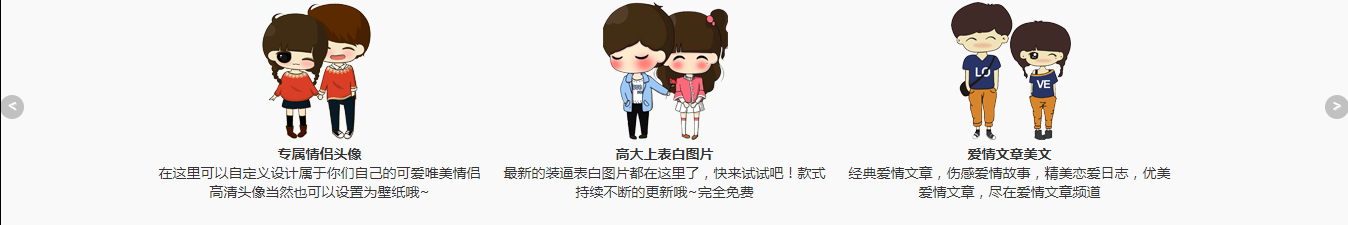 LO
VE
专属情侣头像
在这里可以自定义设计属于你们自己的可爱唯美情侣
高清头像当然也可以设置为壁纸哦~
高大上表白图片
最新的装逼表白图片都在这里了，快来试试吧！款式
持续不断的更新哦~完全免费
爱情文章美文
经典爱情文章，伤感爱情故事，精美恋爱日志，优美
爱情文章，尽在爱情文章频道